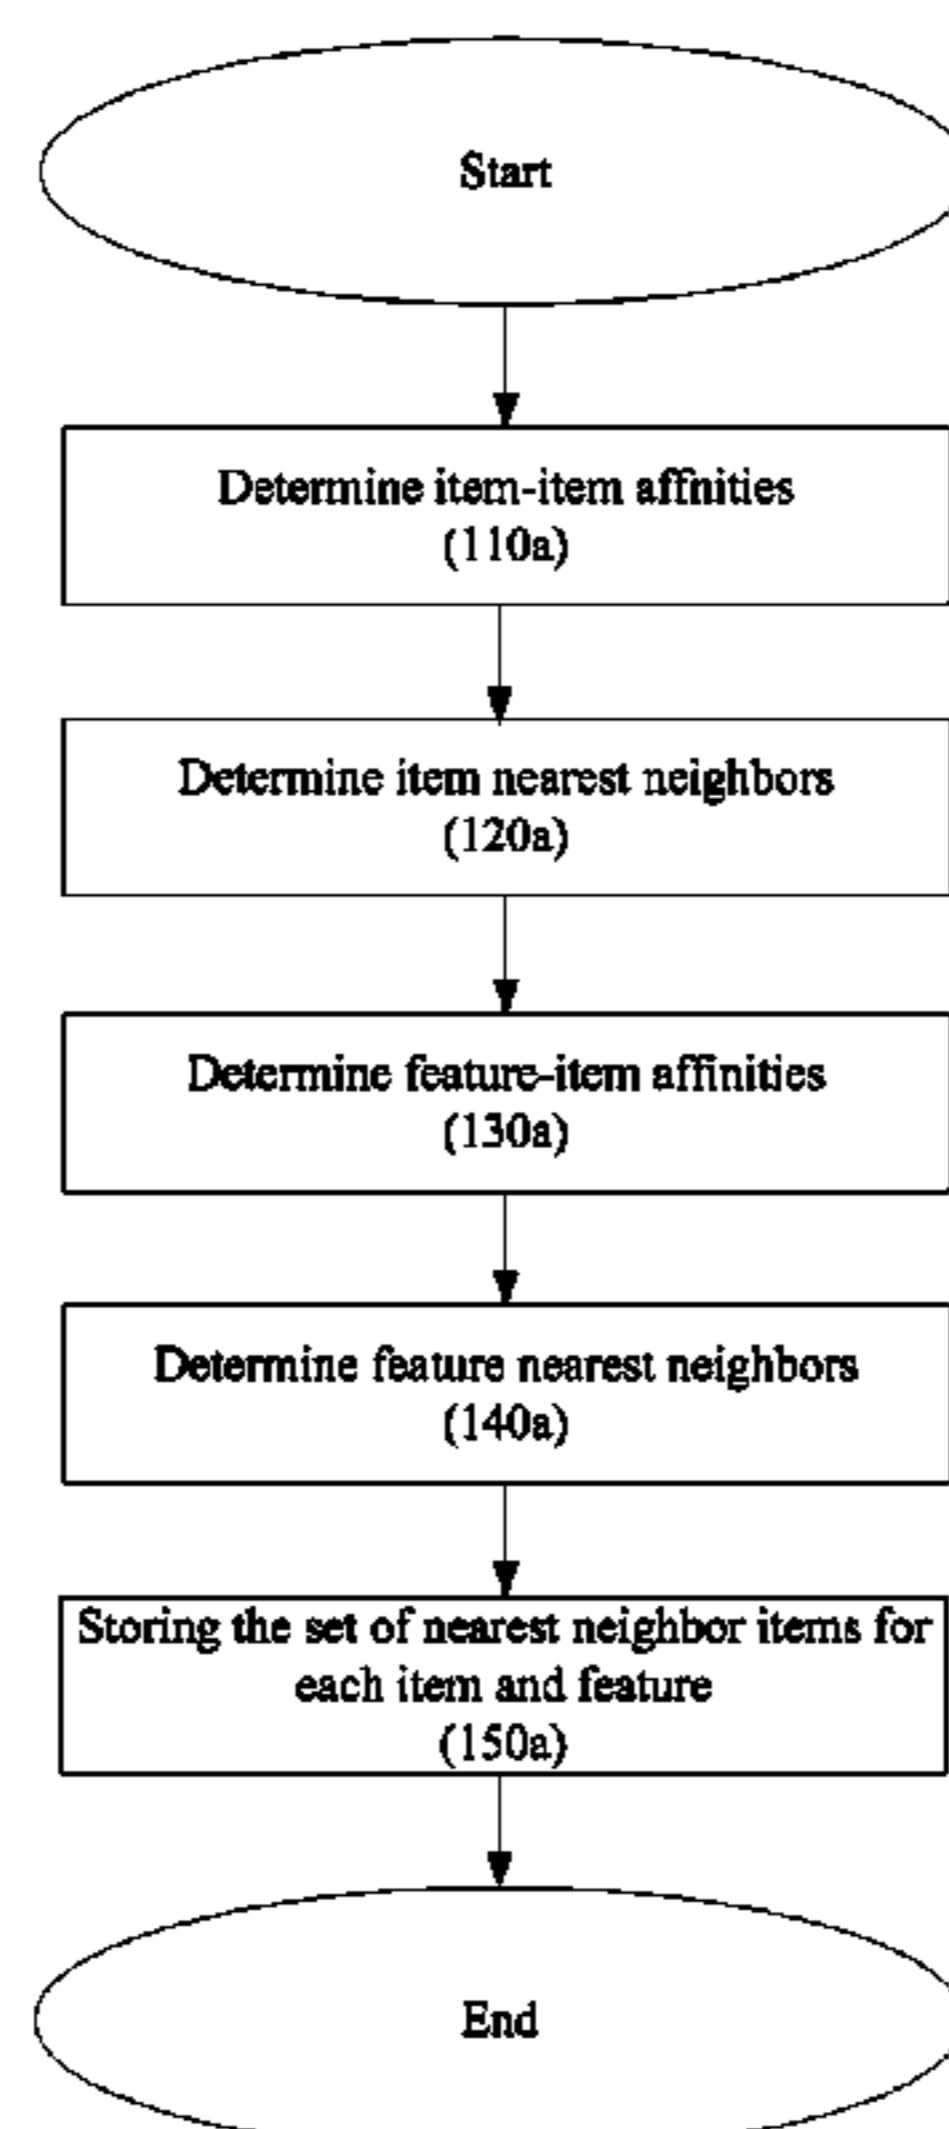 Start
Determine item-item affnities
(110a)
Determine item nearest neighbors
(120a)
Determine feature-item affinities
(130a)
Determine feature nearest neighbors
(140a)
Storing the set of nearest neighbor items for
each item and feature
(150a)
End